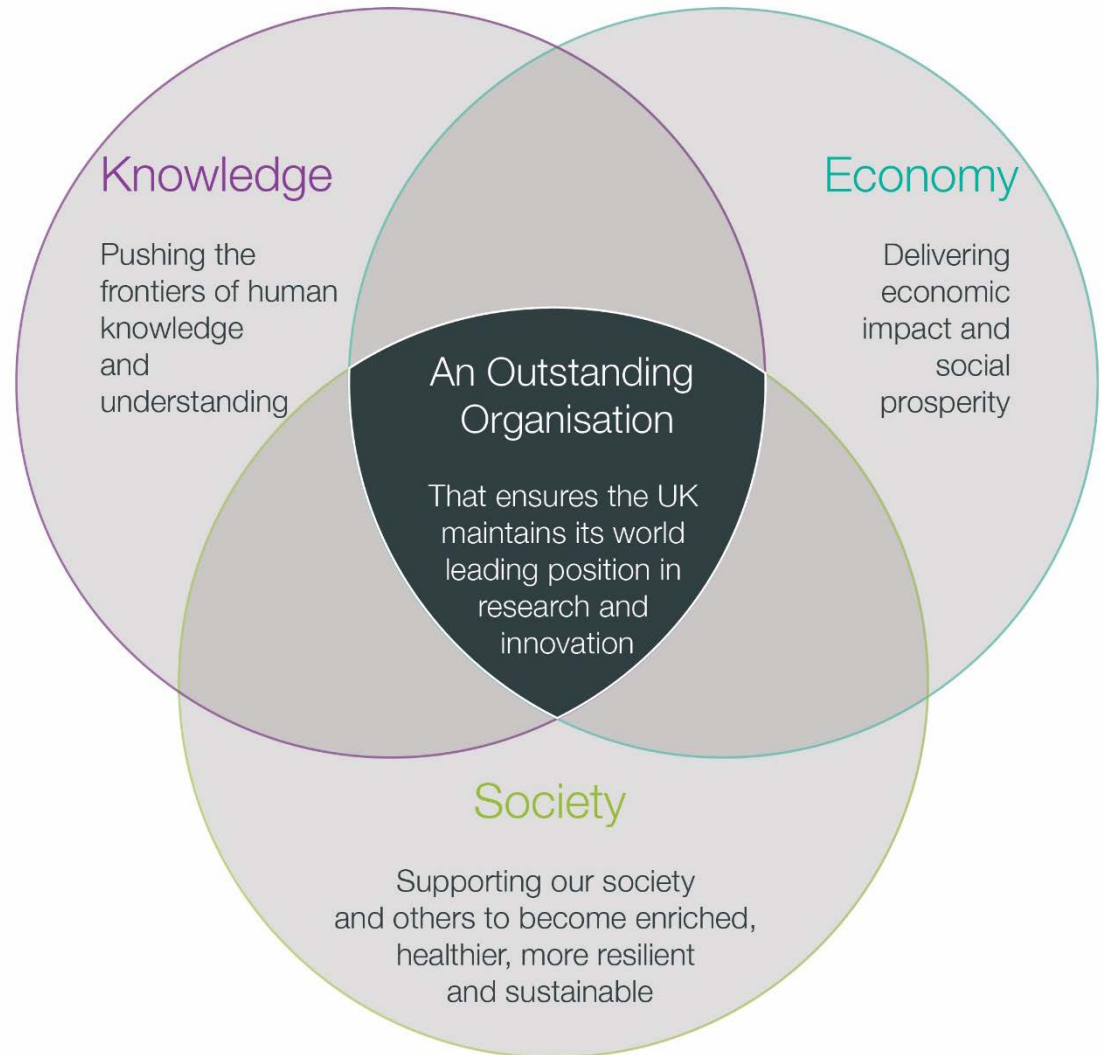 Knowledge
Pushing the
frontiers of human
knowledge
and
understanding
Economy
Delivering
economic
impact and
social
prosperity
An Outstanding
Organisation
That ensures the UK
maintains its world
leading position in
research and
innovation
Society
Supporting our society
and others to become enriched,
healthier, more resilient
and sustainable